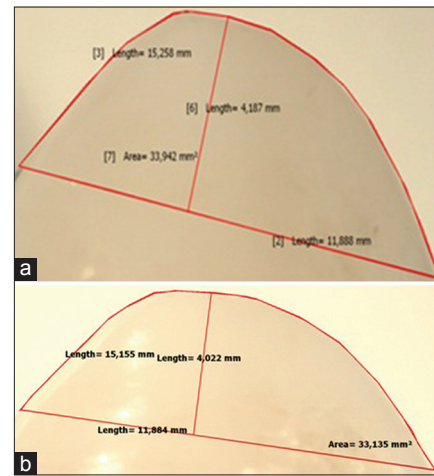 [3] Length= 15,258 mm
[6] Length= 4,187 mm
[7] Area= 33,942 mm²
[2] Length= 11,888 mm
a
Length= 15,155 mm
Length= 4,022 mm
Length= 11,884 mm
Area= 33,135 mm²
b